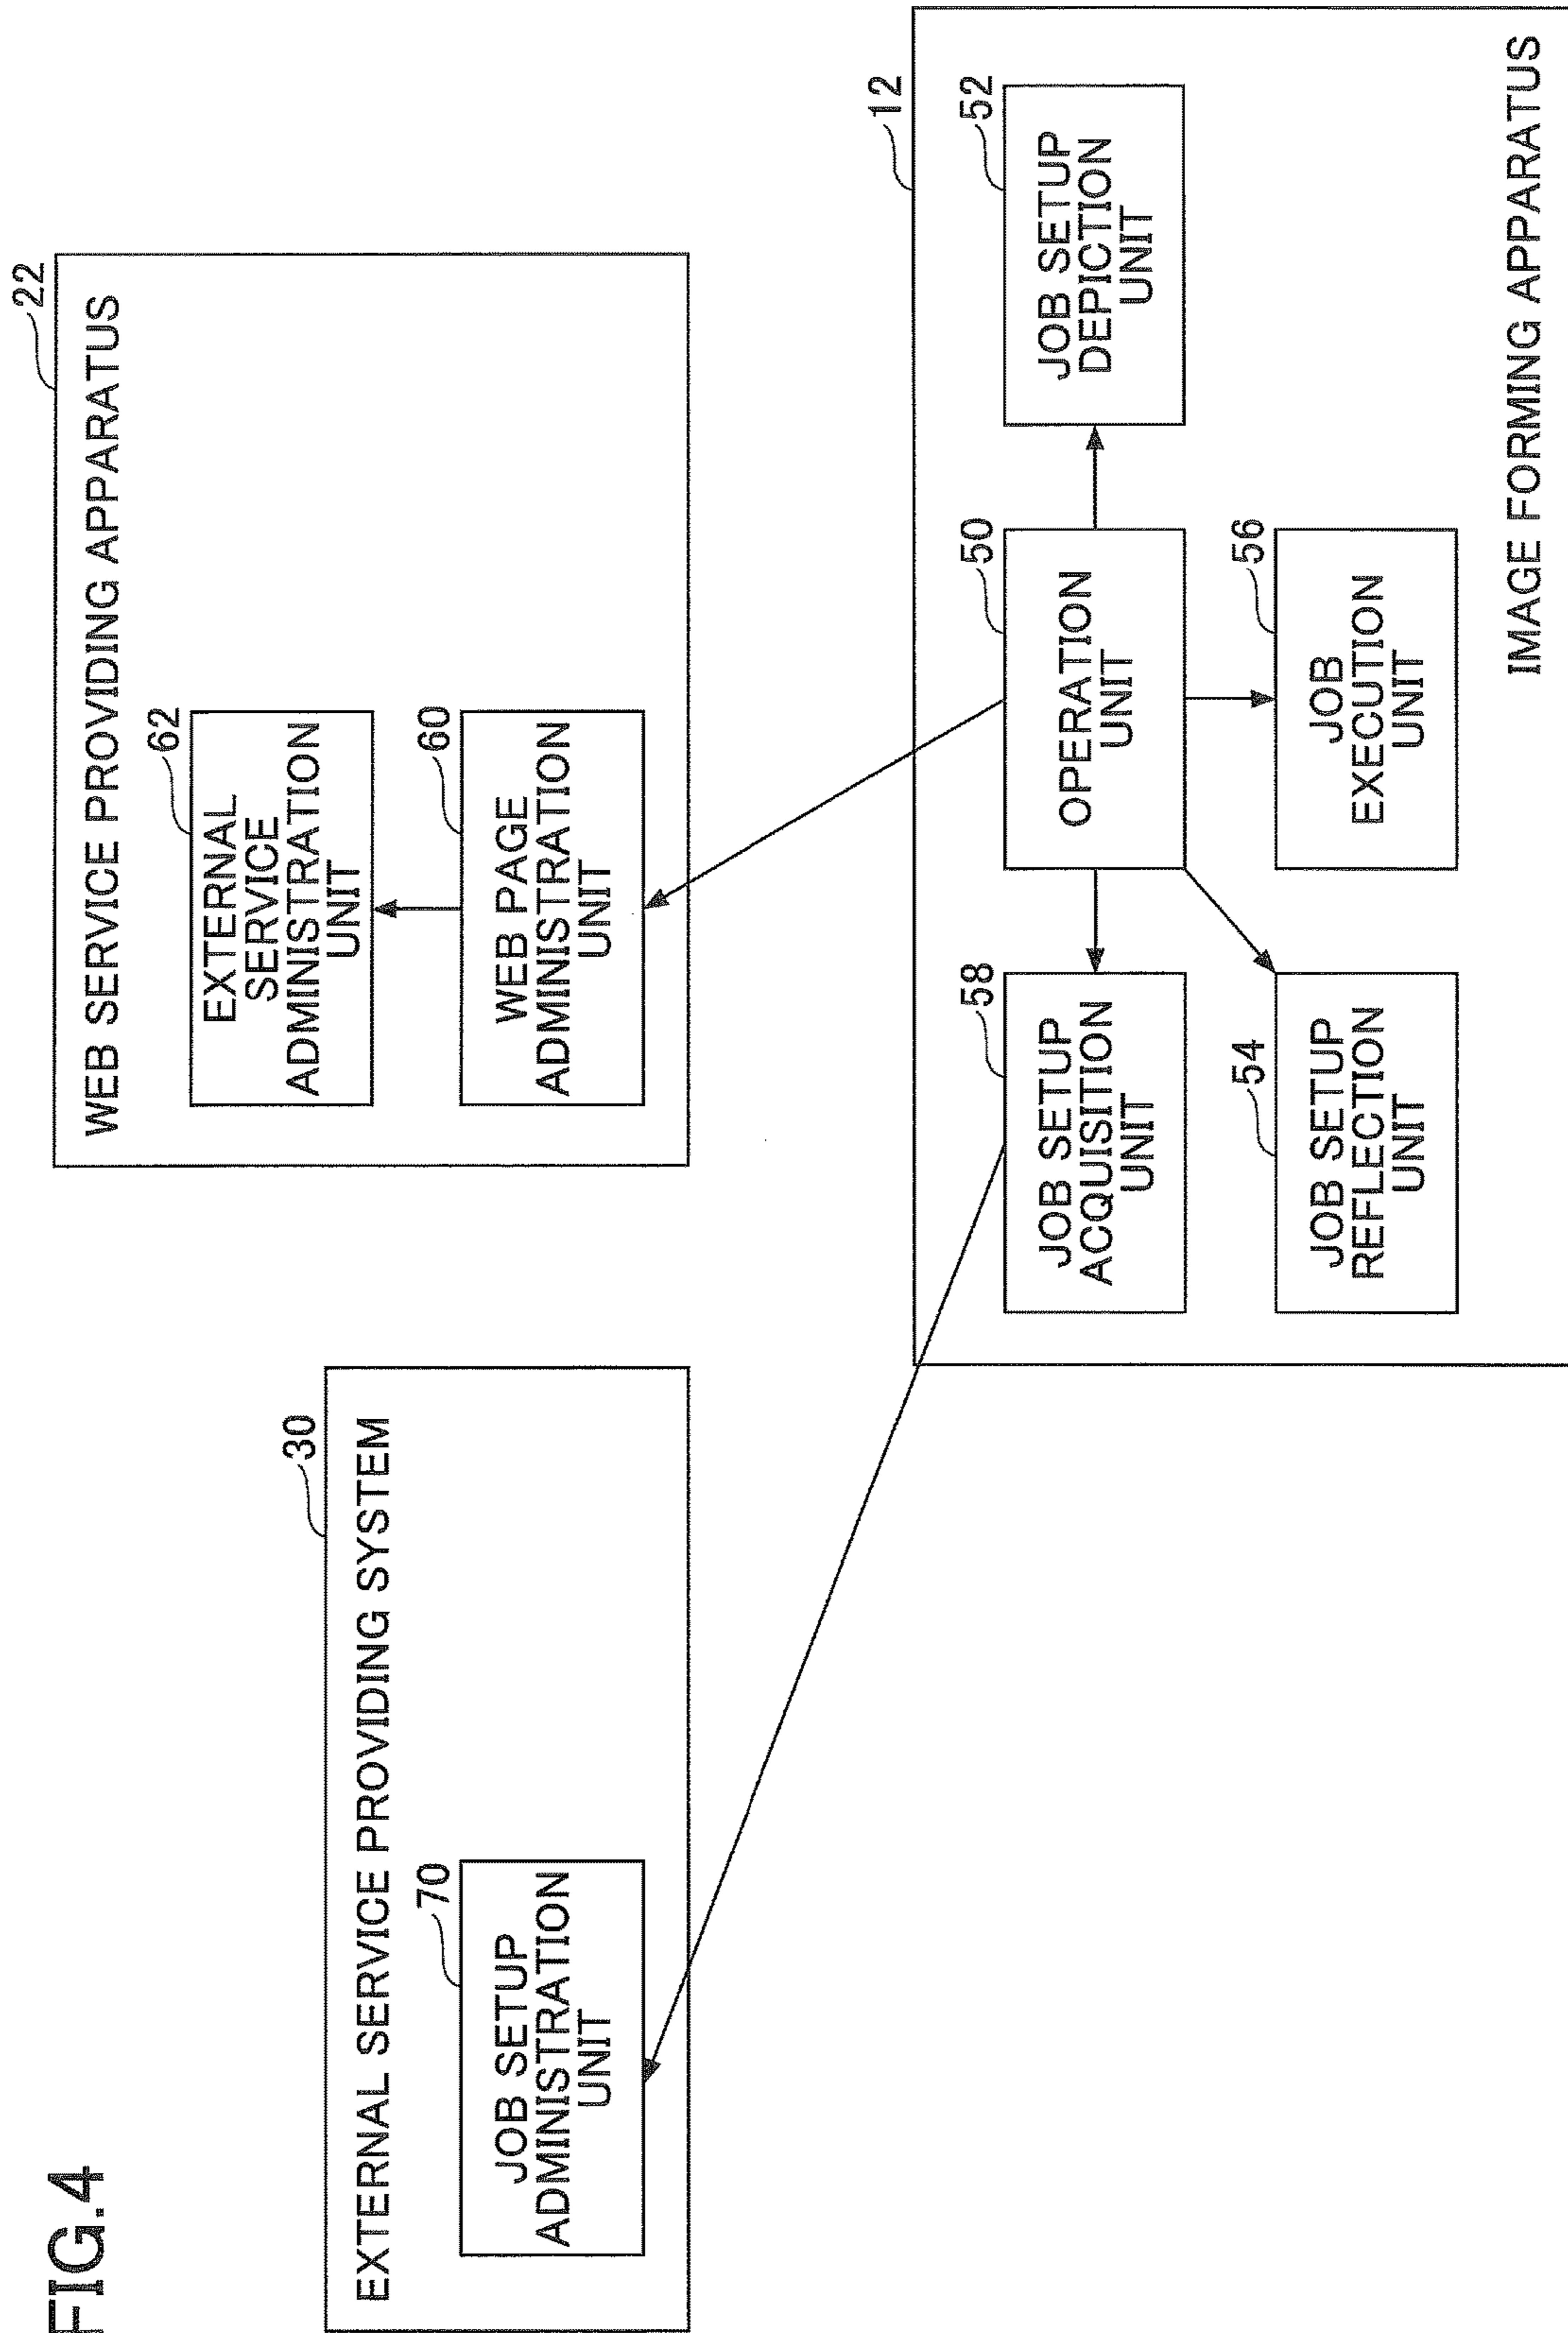 FIG.4
30
EXTERNAL SERVICE PROVIDING SYSTEM
70
JOB SETUP
ADMINISTRATION
UNIT
22
WEB SERVICE PROVIDING APPARATUS
62
EXTERNAL
SERVICE
ADMINISTRATION
UNIT
60
WEB PAGE
ADMINISTRATION
UNIT
12
58
JOB SETUP
ACQUISITION
UNIT
50
OPERATION
UNIT
52
JOB SETUP
DEPICTION
UNIT
54
JOB SETUP
REFLECTION
UNIT
56
JOB
EXECUTION
UNIT
IMAGE FORMING APPARATUS